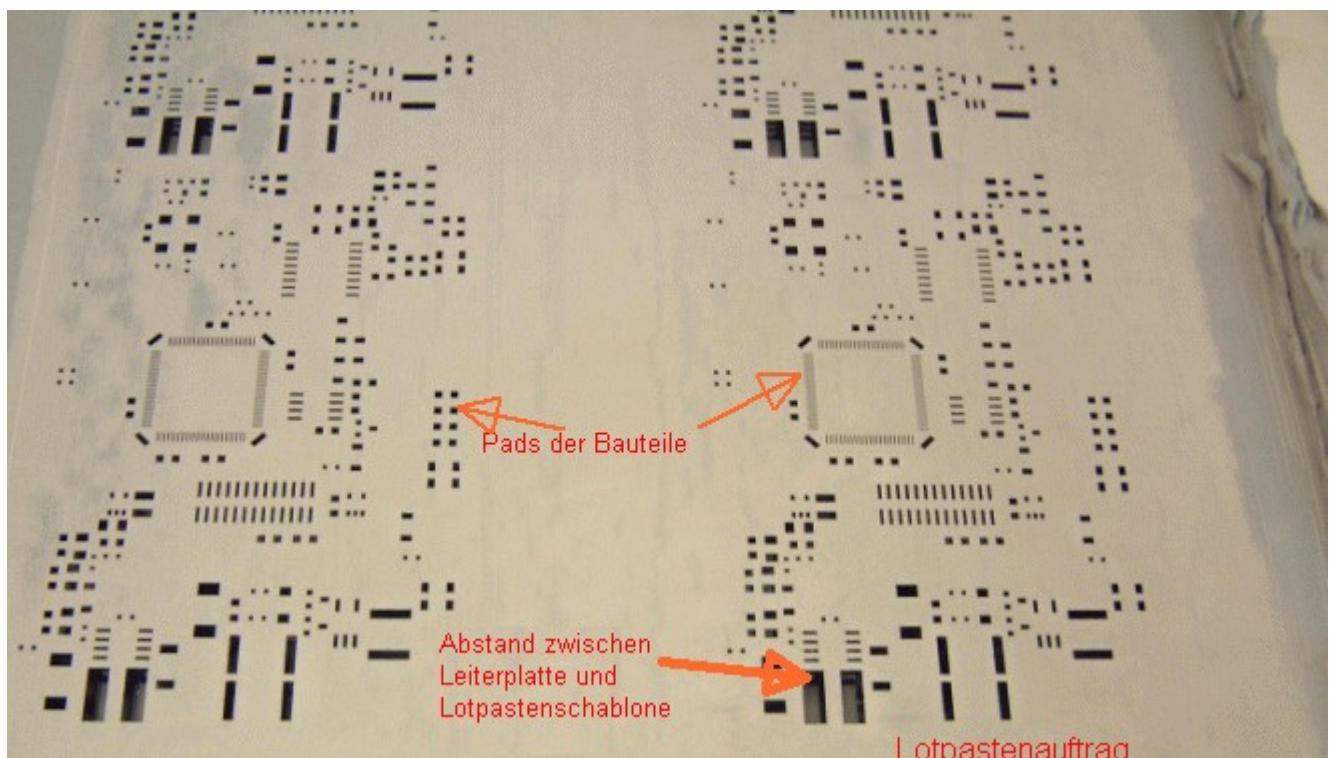 Pads der Bauteile
Abstand zwischen
Leiterplatte und
Lotpastenschablone
Lotpastenauftrag